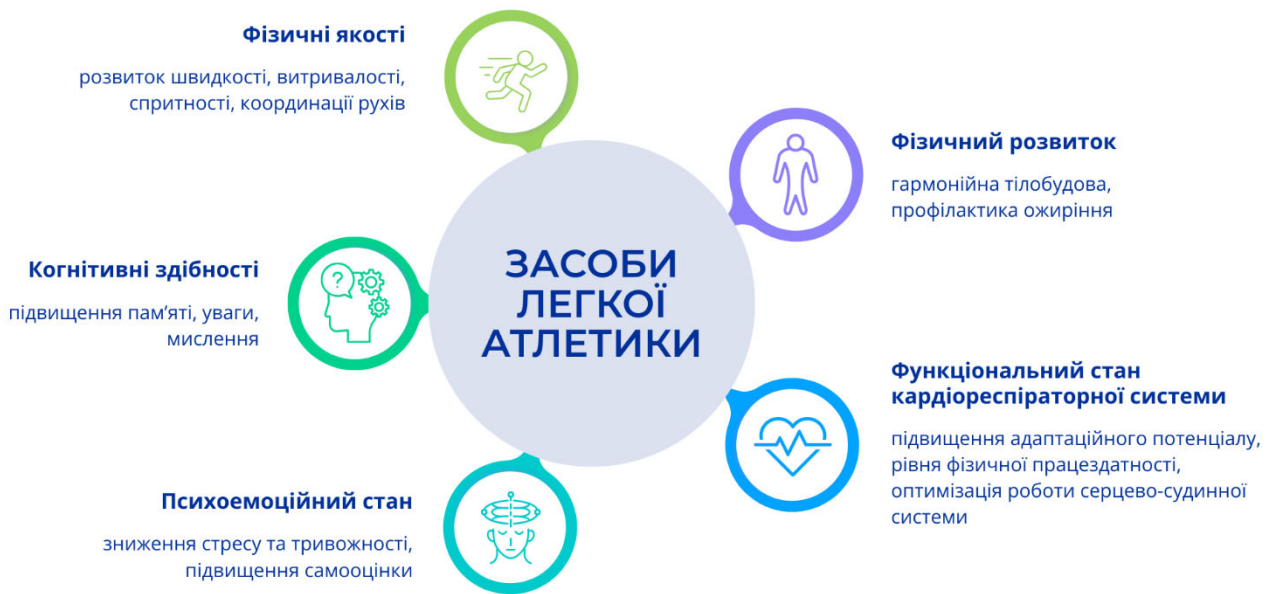 Фізичні якості
розвиток швидкості, витривалості,
спритності, координації рухів
Фізичний розвиток
гармонійна тілобудова,
профілактика ожиріння
ЗАСОБИ
ЛЕГКОЇ
АТЛЕТИКИ
Когнітивні здібності
підвищення пам’яті, уваги,
мислення
?
Функціональний стан
кардіореспіраторної системи
підвищення адаптаційного потенціалу,
рівня фізичної працездатності,
оптимізація роботи серцево-судинної
системи
Психоемоційний стан
зниження стресу та тривожності,
підвищення самооцінки